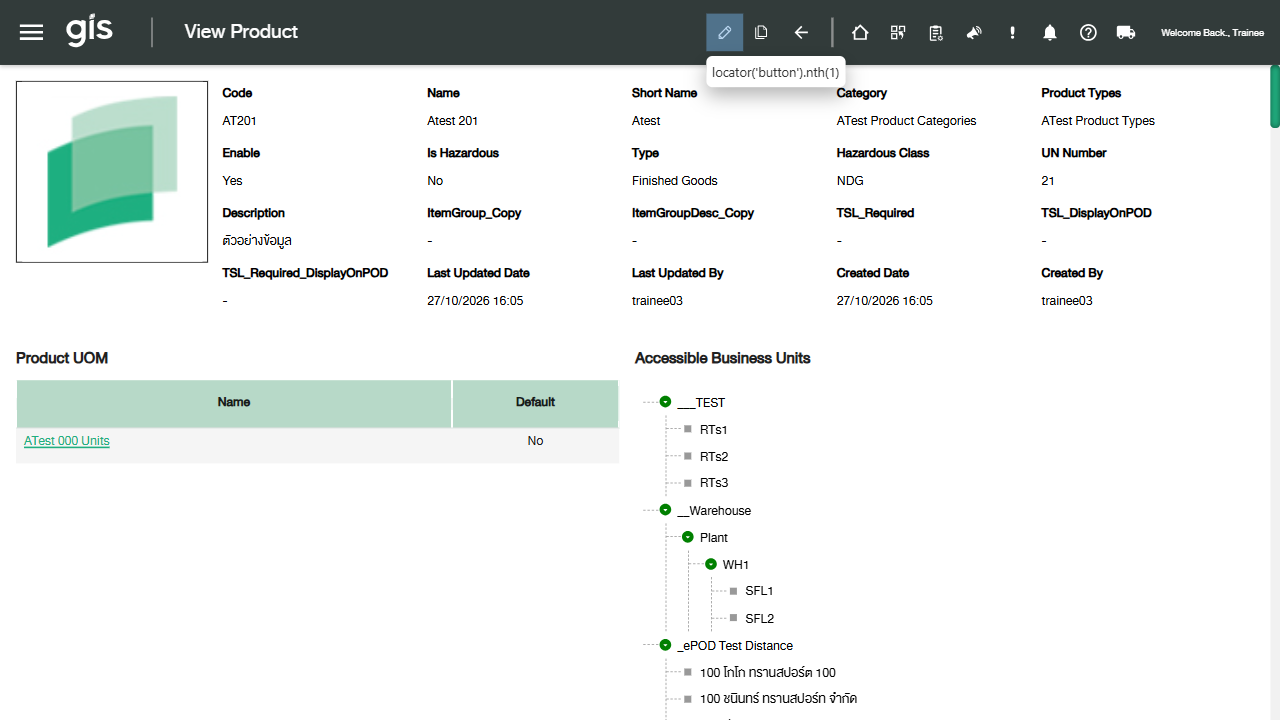 gis
View Product
Welcome Back., Trainee
locator('button').nth(1)
Code
Name
Short Name
Category
Product Types
AT201
Atest 201
Atest
ATest Product Categories
ATest Product Types
Enable
Is Hazardous
Type
Hazardous Class
UN Number
Yes
No
Finished Goods
NDG
21
Description
ItemGroup_Copy
ItemGroupDesc_Copy
TSL_Required
TSL_DisplayOnPOD
ตัวอย่างข้อมูล
-
-
-
-
TSL_Required_DisplayOnPOD
Last Updated Date
Last Updated By
Created Date
Created By
-
27/10/2026 16:05
trainee03
27/10/2026 16:05
trainee03
Product UOM
Name
Default
ATest 000 Units
No
Accessible Business Units
___TEST
RTs1
RTs2
RTs3
__Warehouse
Plant
WH1
SFL1
SFL2
_ePOD Test Distance
100 โกโก ทรานสปอร์ต 100
100 ชนินทร์ ทรานสปอร์ท จำกัด